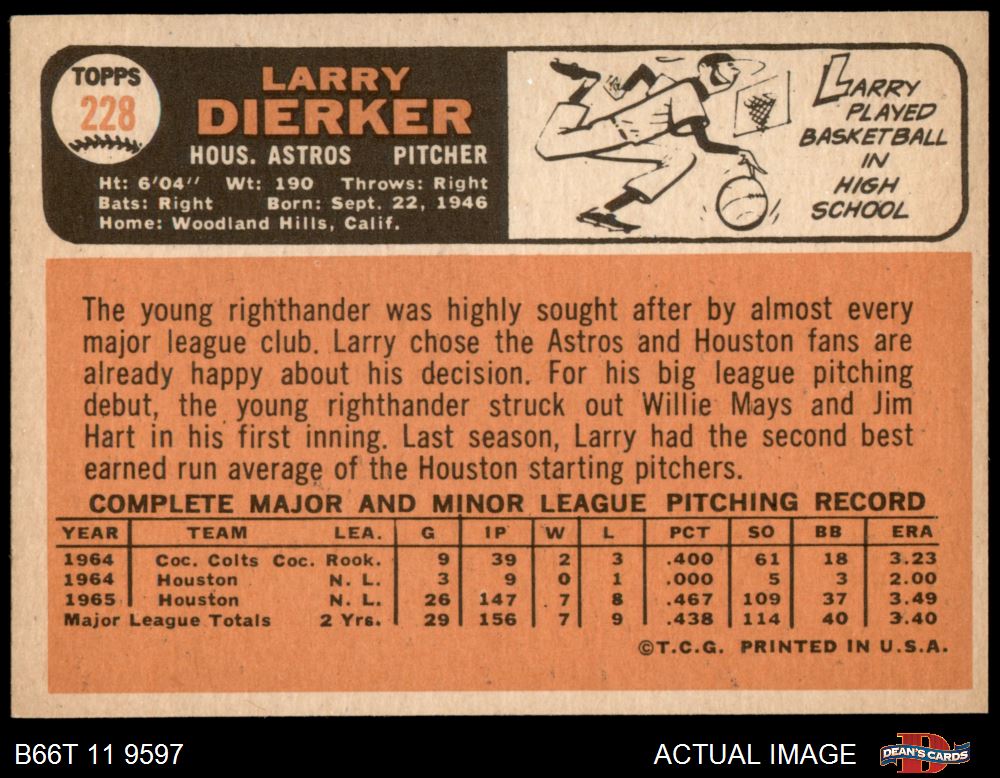 TOPPS
228
LARRY
DIERKER
HOUS. ASTROS PITCHER
Ht: 6'04" Wt: 190 Throws: Right
Bats: Right Born: Sept. 22, 1946
Home: Woodland Hills, Calif.
LARRY
PLAYED
BASKETBALL
IN
HIGH
SCHOOL
The young righthander was highly sought after by almost every
major league club. Larry chose the Astros and Houston fans are
already happy about his decision. For his big league pitching
debut, the young righthander struck out Willie Mays and Jim
Hart in his first inning. Last season, Larry had the second best
earned run average of the Houston starting pitchers.
COMPLETE MAJOR AND MINOR LEAGUE PITCHING RECORD
YEAR TEAM LEA. G IP W L PCT SO BB ERA
1964 Coc. Colts Coc. Rook. 9 39 2 3 .400 61 18 3.23
1964 Houston N. L. 3 9 0 1 .000 5 3 2.00
1965 Houston N. L. 26 147 7 8 .467 109 37 3.49
Major League Totals 2 Yrs. 29 156 7 9 .438 114 40 3.40
©T.C.G. PRINTED IN U.S.A.
B66T 11 9597 ACTUAL IMAGE DEAN'S CARDS